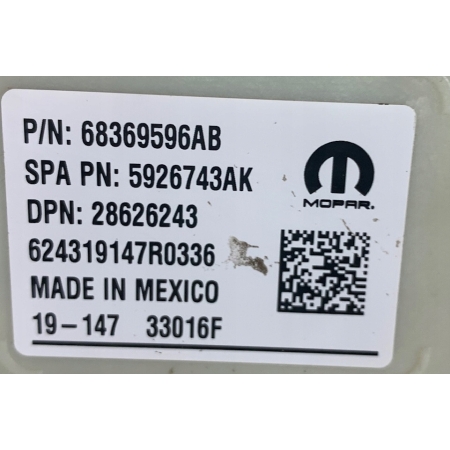 P/N: 68369596AB
SPA PN: 5926743AK
MOPAR.
DPN: 28626243
624319147R0336
MADE IN MEXICO
19-147 33016F